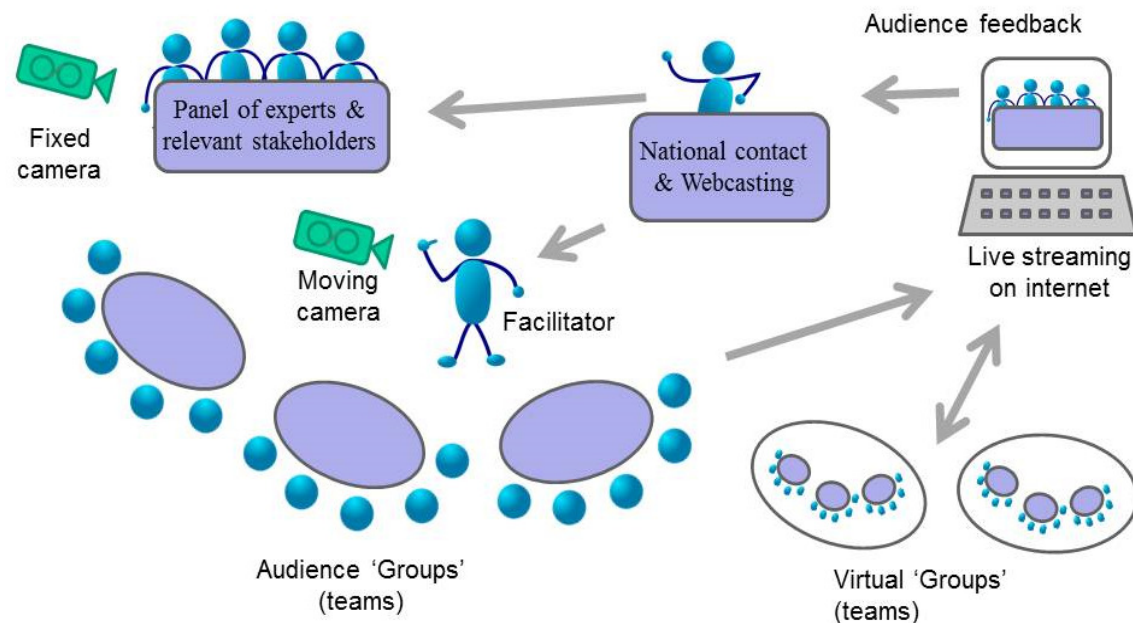 Audience feedback
Panel of experts &
relevant stakeholders
Fixed
camera
National contact
& Webcasting
Live streaming
on internet
Moving
camera
Facilitator
Audience ‘Groups’
(teams)
Virtual ‘Groups’
(teams)